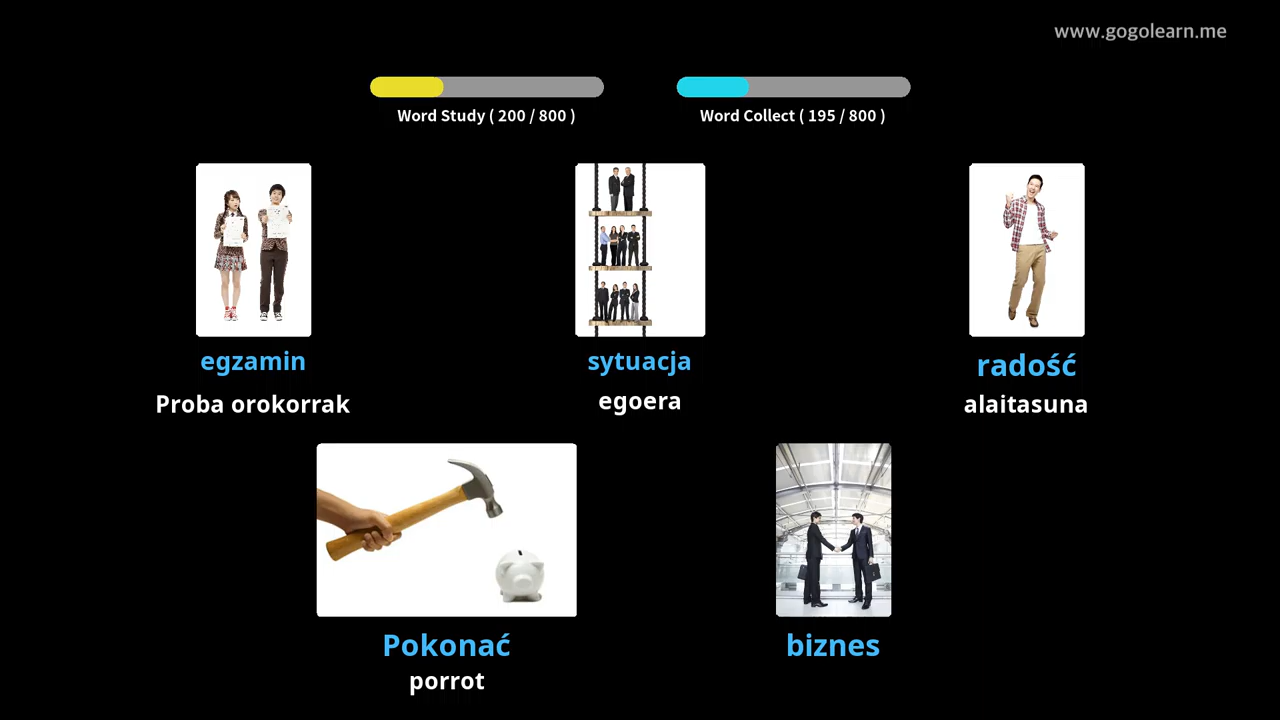 www.gogolearn.me
Word Study ( 200 / 800 )
Word Collect ( 195 / 800 )
egzamin
Proba orokorrak
sytuacja
egoera
radość
alaitasuna
Pokonać
porrot
biznes